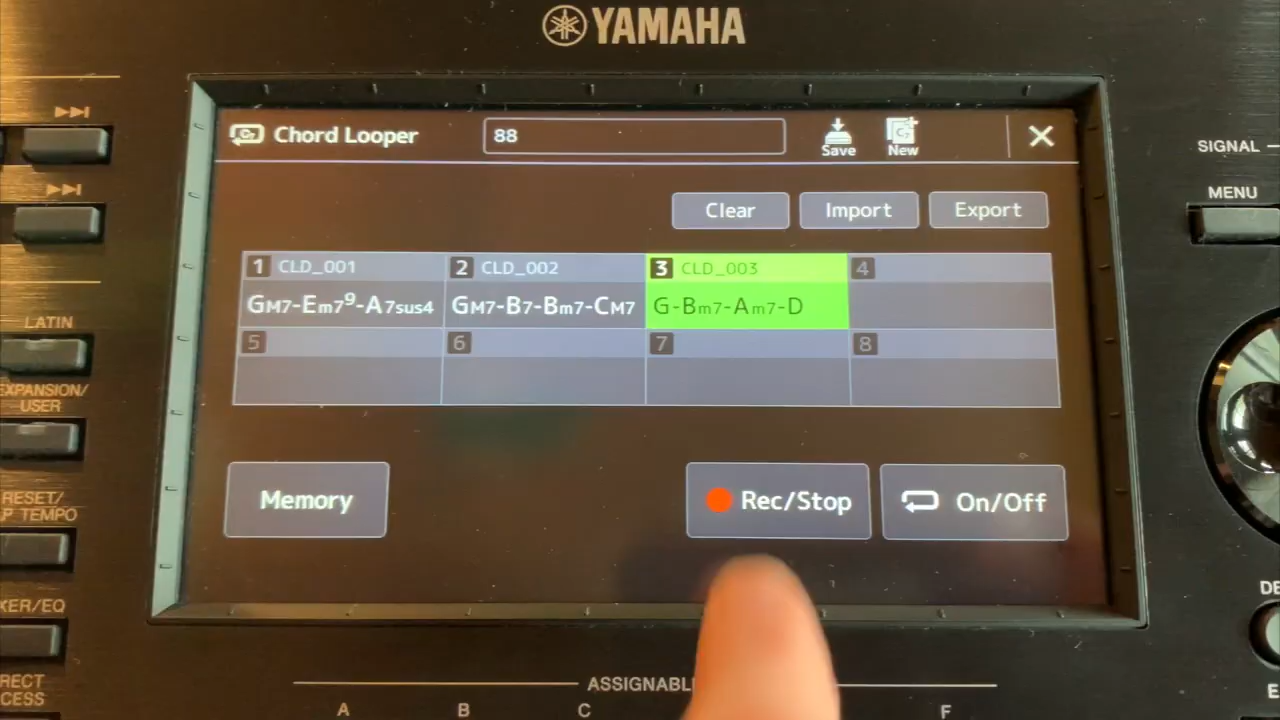 YAMAHA
Chord Looper
88
Save
New
Clear
Import
Export
1 CLD_001
GM7-Em7⁹-A7sus4
2 CLD_002
GM7-B7-Bm7-CM7
3 CLD_003
G-Bm7-Am7-D
4
5
6
7
8
Memory
Rec/Stop
On/Off
LATIN
EXPANSION/
USER
RESET/
P TEMPO
XER/EQ
RECT
CESS
SIGNAL
MENU
DE
E
ASSIGNABL
A
B
C
F